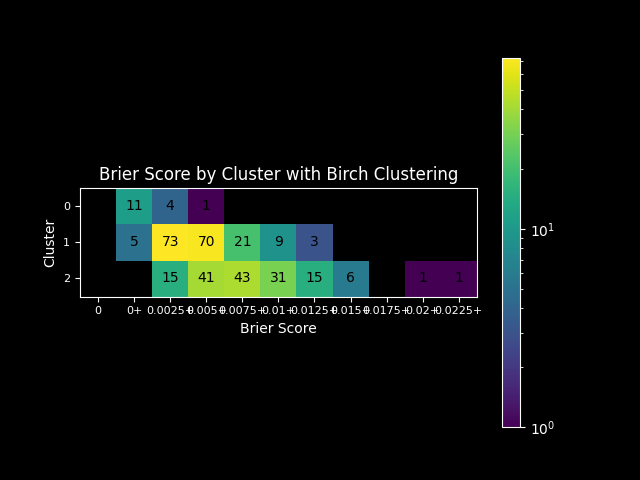 Brier Score by Cluster with Birch Clustering
Cluster
0 11 4 1
1 5 73 70 21 9 3
2 15 41 43 31 15 6 1 1
0 0+ 0.0025+ 0.005+ 0.0075+ 0.01+ 0.0125+ 0.015+ 0.0175+ 0.02+ 0.0225+
Brier Score
10¹
10⁰